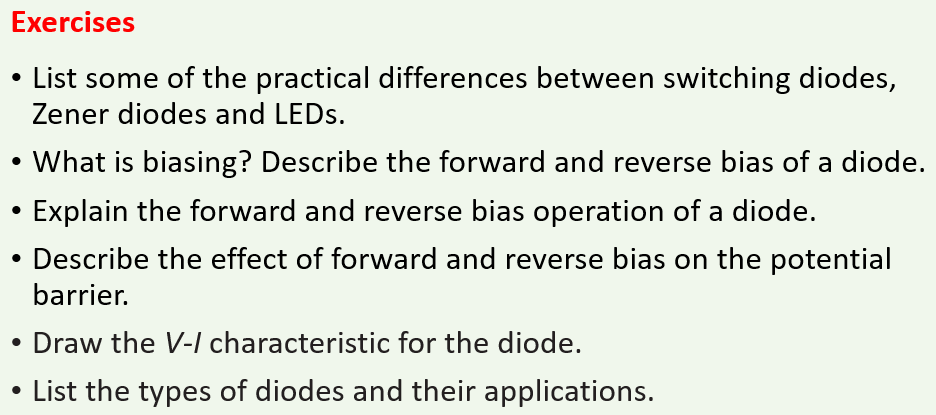 Exercises
• List some of the practical differences between switching diodes,
Zener diodes and LEDs.
• What is biasing? Describe the forward and reverse bias of a diode.
• Explain the forward and reverse bias operation of a diode.
• Describe the effect of forward and reverse bias on the potential
barrier.
• Draw the V-I characteristic for the diode.
• List the types of diodes and their applications.